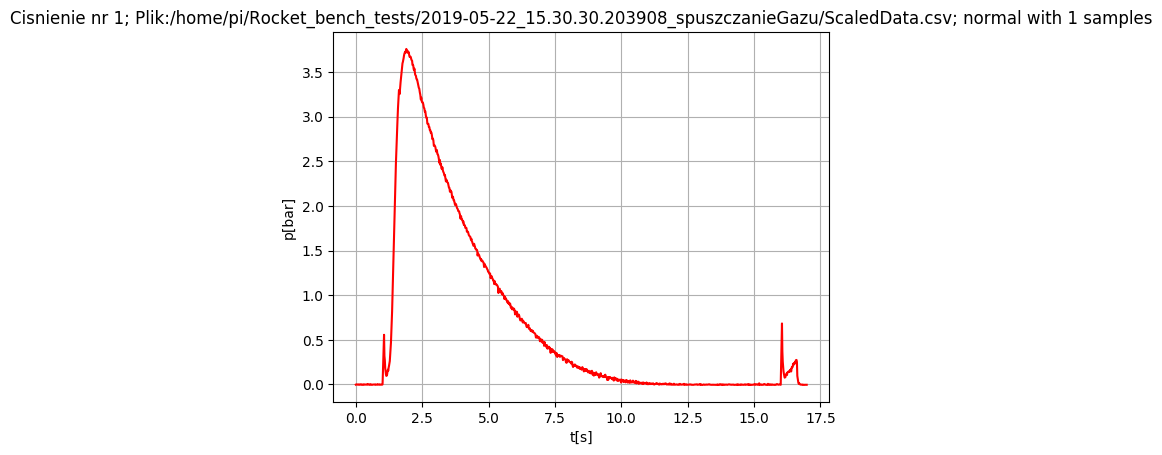 Cisnienie nr 1; Plik:/home/pi/Rocket_bench_tests/2019-05-22_15.30.30.203908_spuszczanieGazu/ScaledData.csv; normal with 1 samples
3.5
3.0
2.5
2.0
1.5
1.0
0.5
0.0
p[bar]
0.0 2.5 5.0 7.5 10.0 12.5 15.0 17.5
t[s]